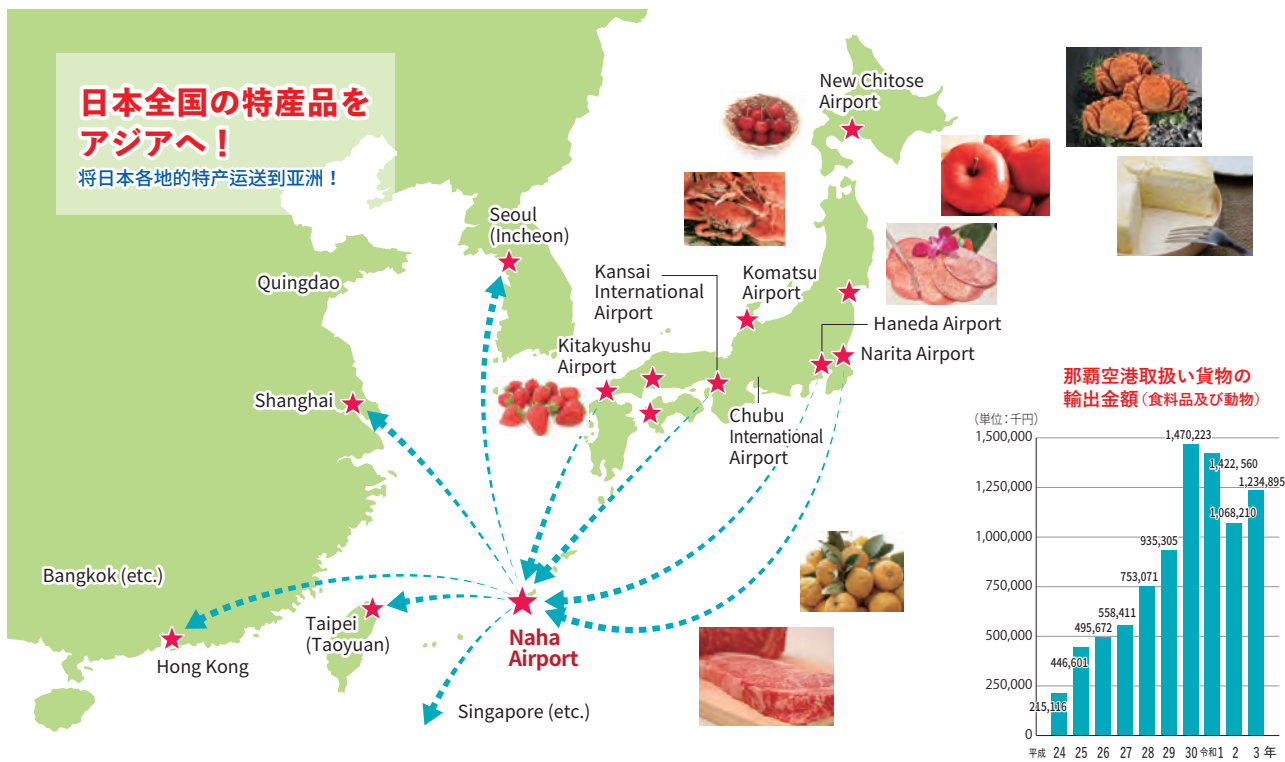 日本全国の特産品を
アジアへ！
将日本各地的特产运送到亚洲！
New Chitose
Airport
Seoul
(Incheon)
Quingdao
Kansai
International
Airport
Komatsu
Airport
Haneda Airport
Narita Airport
Kitakyushu
Airport
Shanghai
Chubu
International
Airport
Bangkok (etc.)
Taipei
(Taoyuan)
Hong Kong
Naha
Airport
Singapore (etc.)
那覇空港取扱い貨物の
輸出金額（食料品及び動物）
（単位：千円）
1,500,000
1,250,000
1,000,000
750,000
500,000
250,000
0
215,116
446,601
495,672
558,411
753,071
935,305
1,470,223
1,422,560
1,068,210
1,234,895
平成 24 25 26 27 28 29 30 令和1 2 3 年